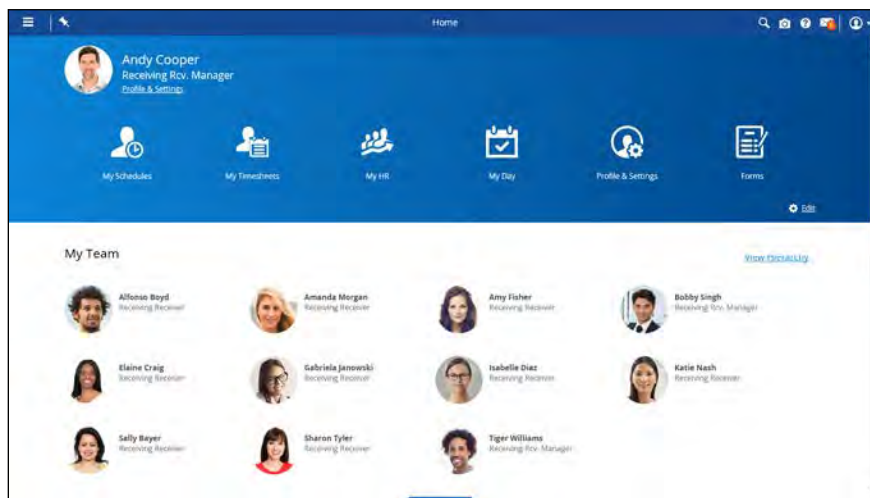 Home
Andy Cooper
Receiving Rcv. Manager
Profile & Settings
My Schedules
My Timesheets
My HR
My Day
Profile & Settings
Forms
Edit
My Team
View Hierarchy
Alfonso Boyd
Receiving Receiver
Amanda Morgan
Receiving Receiver
Amy Fisher
Receiving Receiver
Bobby Singh
Receiving Rcv. Manager
Elaine Craig
Receiving Receiver
Gabriela Janowski
Receiving Receiver
Isabelle Diaz
Receiving Receiver
Katie Nash
Receiving Receiver
Sally Bayer
Receiving Receiver
Sharon Tyler
Receiving Receiver
Tiger Williams
Receiving Rcv. Manager